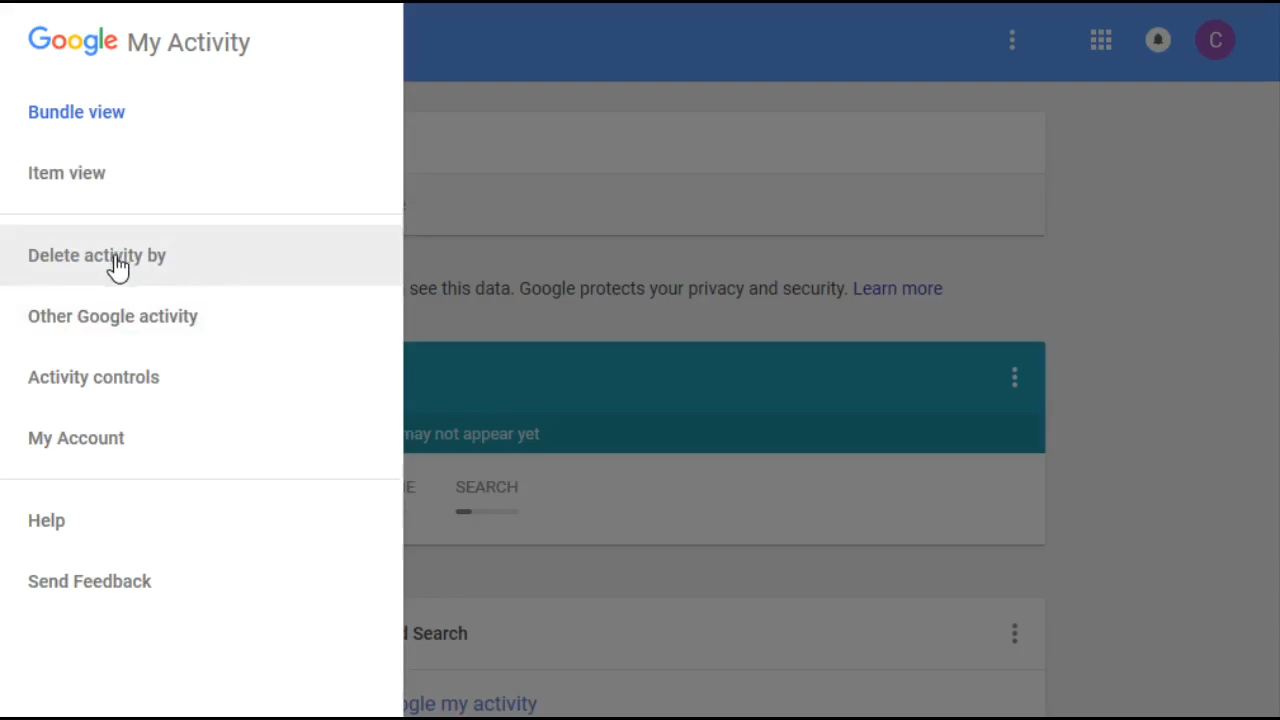 Google My Activity
C
Bundle view
Item view
Delete activity by
see this data. Google protects your privacy and security. Learn more
Other Google activity
Activity controls
may not appear yet
My Account
SEARCH
Help
Send Feedback
Search
my activity